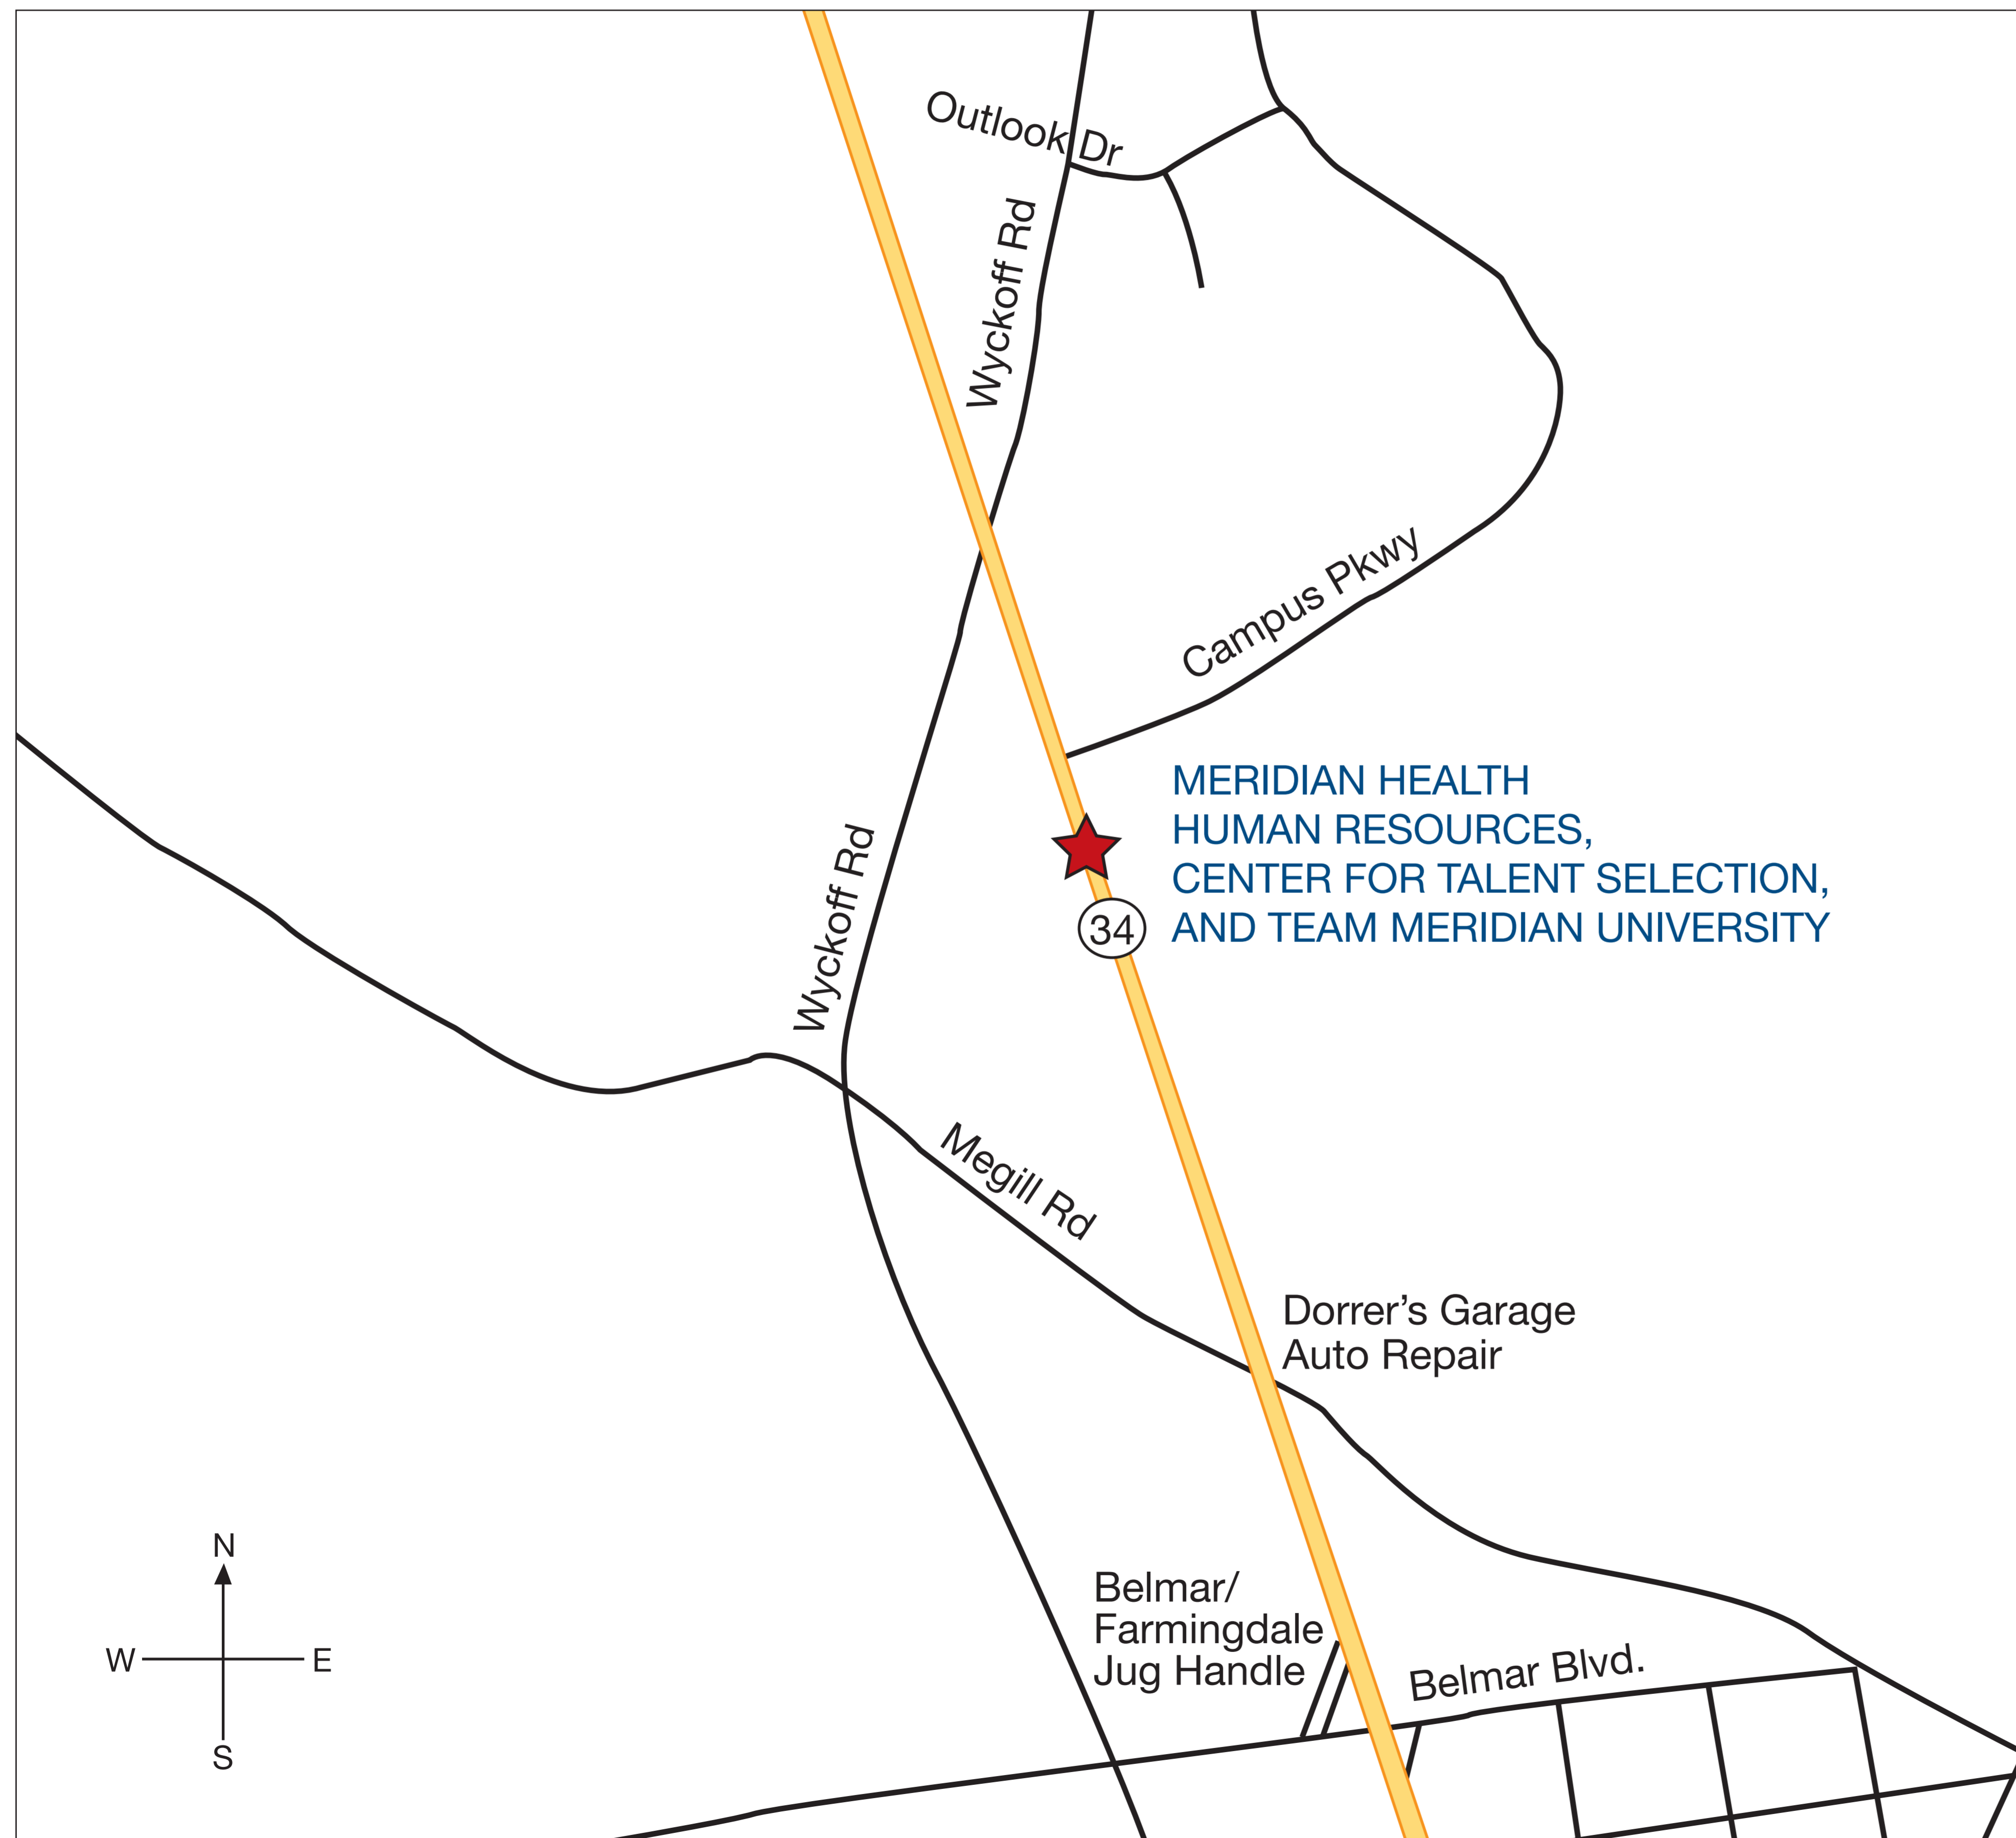 Outlook Dr
Wyckoff Rd
Campus Pkwy
MERIDIAN HEALTH
HUMAN RESOURCES,
CENTER FOR TALENT SELECTION,
AND TEAM MERIDIAN UNIVERSITY
34
Wyckoff Rd
Megill Rd
Dorrer’s Garage
Auto Repair
Belmar/
Farmingdale
Jug Handle
Belmar Blvd.
N
W E
S